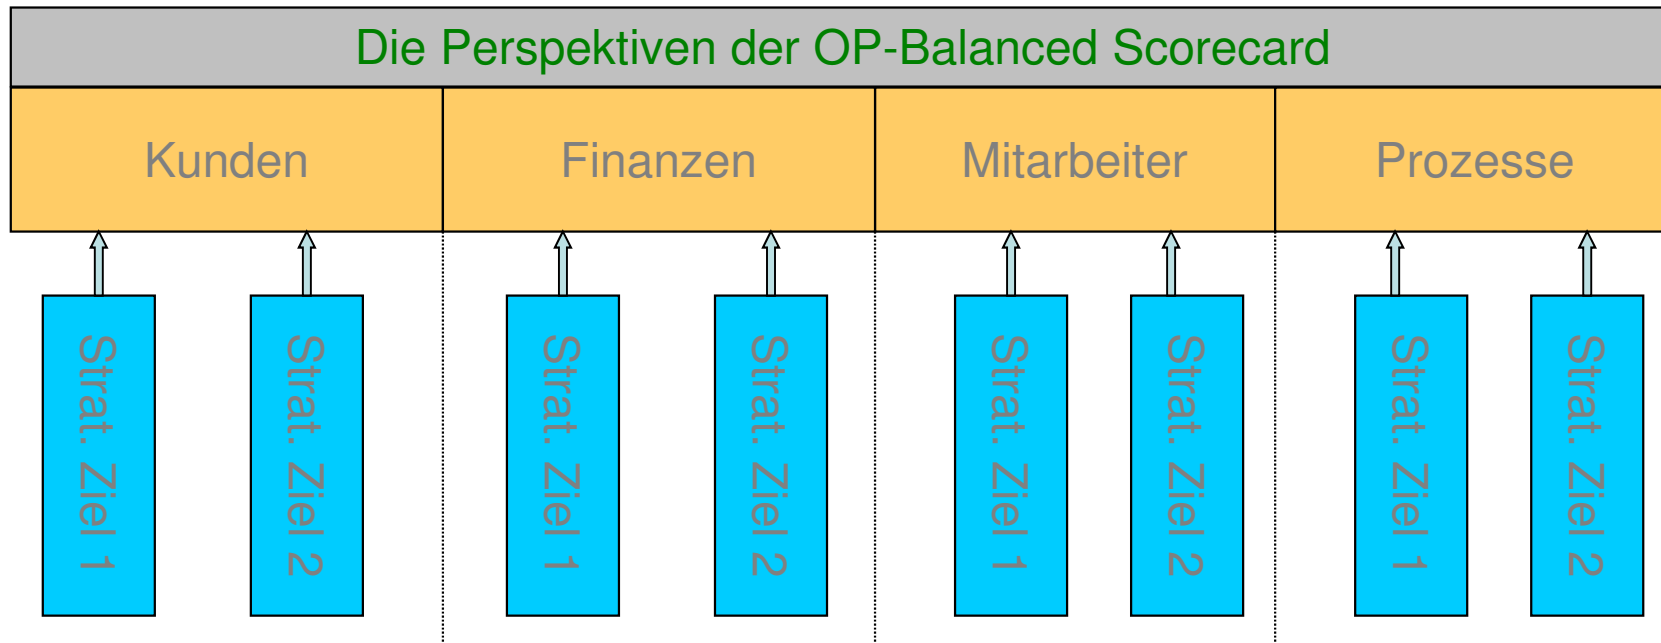 Die Perspektiven der OP-Balanced Scorecard
Kunden
Finanzen
Mitarbeiter
Prozesse
Strat. Ziel 1
Strat. Ziel 2
Strat. Ziel 1
Strat. Ziel 2
Strat. Ziel 1
Strat. Ziel 2
Strat. Ziel 1
Strat. Ziel 2